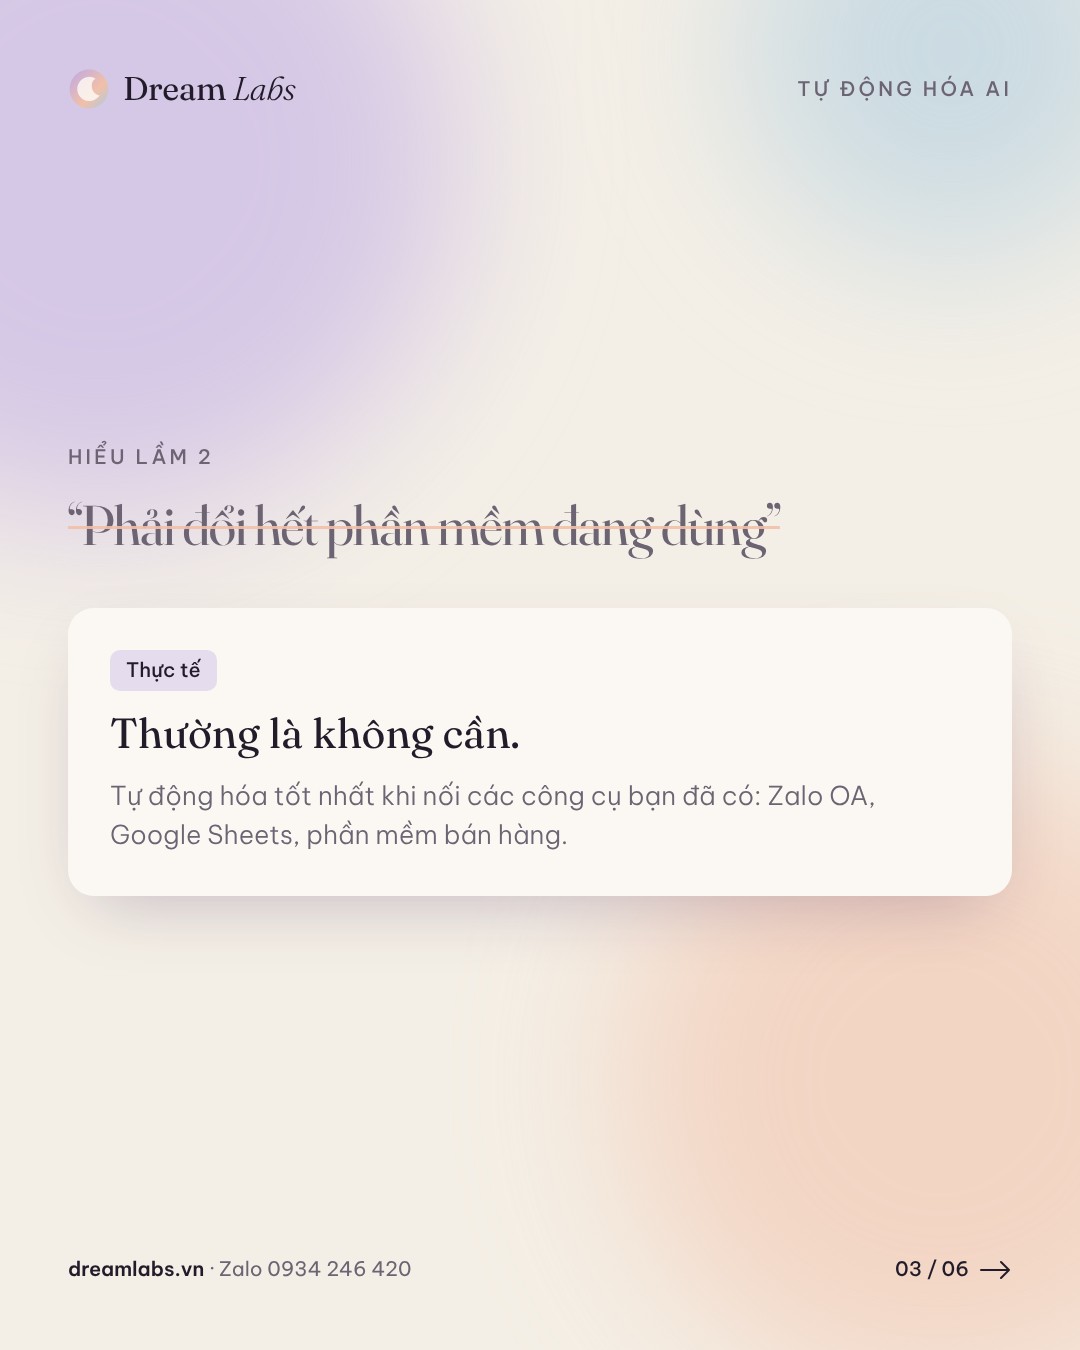 Dream Labs
TỰ ĐỘNG HÓA AI
HIỂU LẦM 2
“Phải đổi hết phần mềm đang dùng”
Thực tế
Thường là không cần.
Tự động hóa tốt nhất khi nối các công cụ bạn đã có: Zalo OA,
Google Sheets, phần mềm bán hàng.
dreamlabs.vn · Zalo 0934 246 420
03 / 06 →